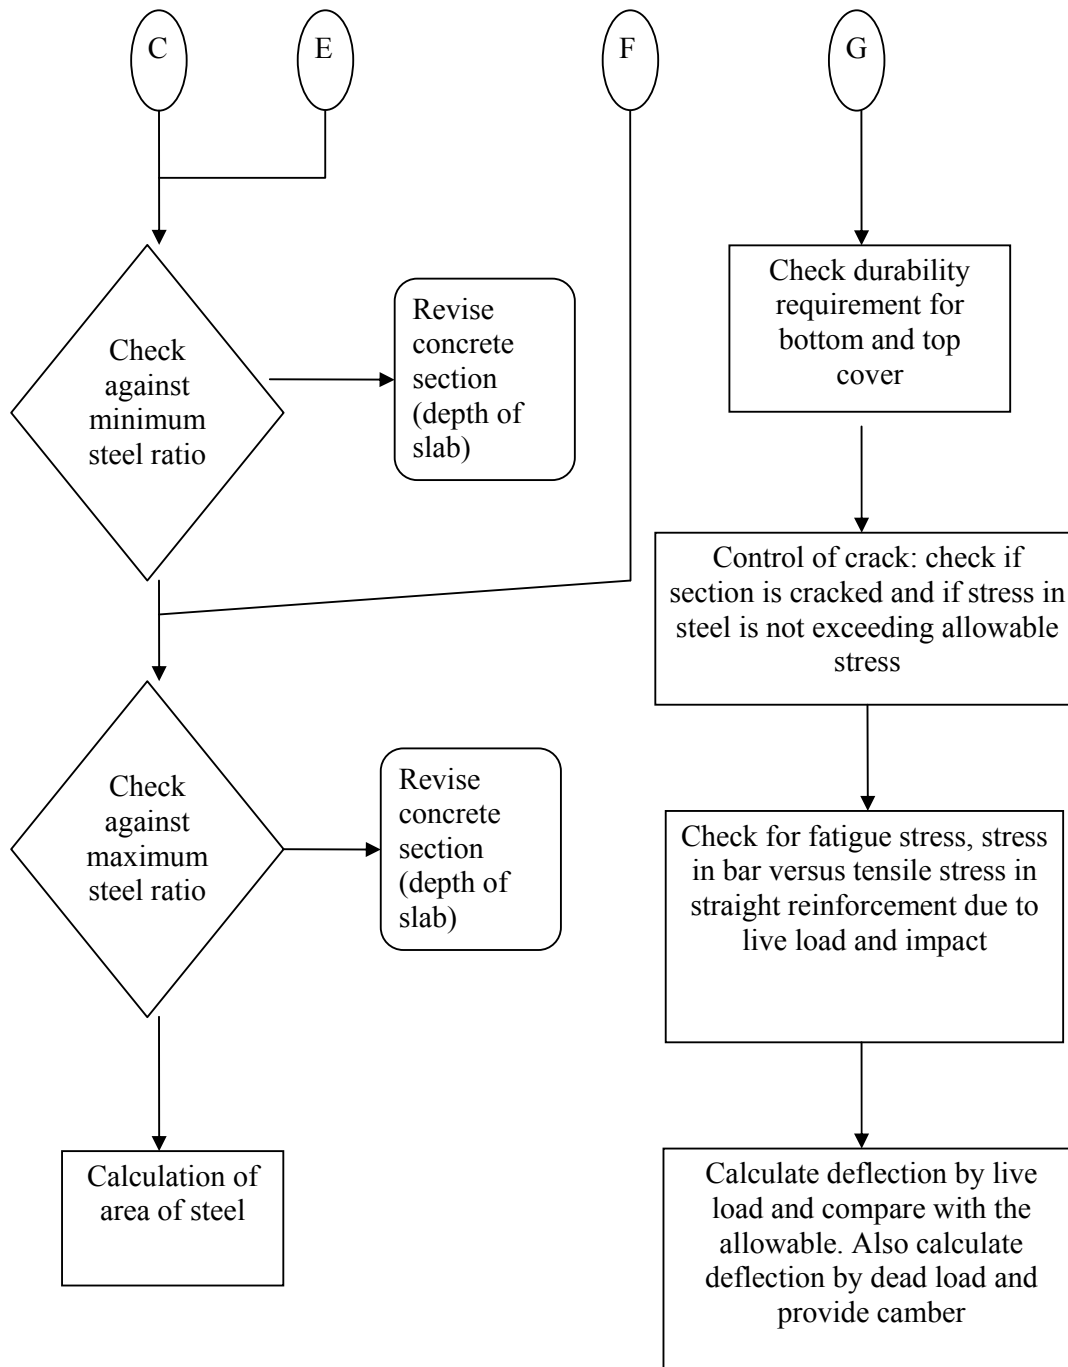 C
E
F
G
Check
against
minimum
steel ratio
Revise
concrete
section
(depth of
slab)
Check durability
requirement for
bottom and top
cover
Control of crack: check if
section is cracked and if stress in
steel is not exceeding allowable
stress
Check
against
maximum
steel ratio
Revise
concrete
section
(depth of
slab)
Check for fatigue stress, stress
in bar versus tensile stress in
straight reinforcement due to
live load and impact
Calculation of
area of steel
Calculate deflection by live
load and compare with the
allowable. Also calculate
deflection by dead load and
provide camber